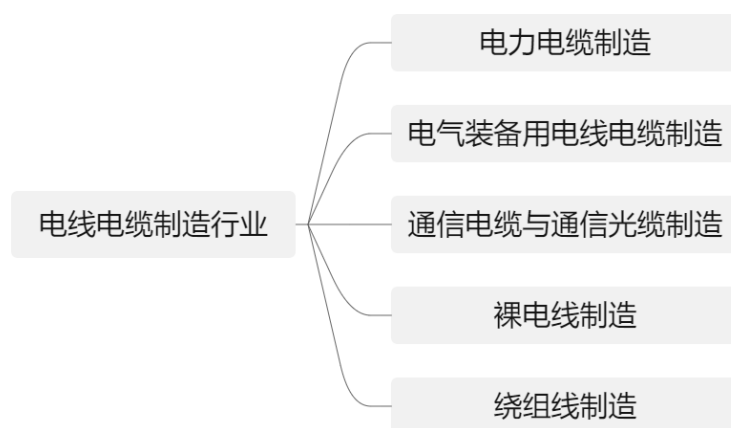 电力电缆制造
电气装备用电线电缆制造
电线电缆制造行业
通信电缆与通信光缆制造
裸电线制造
绕组线制造